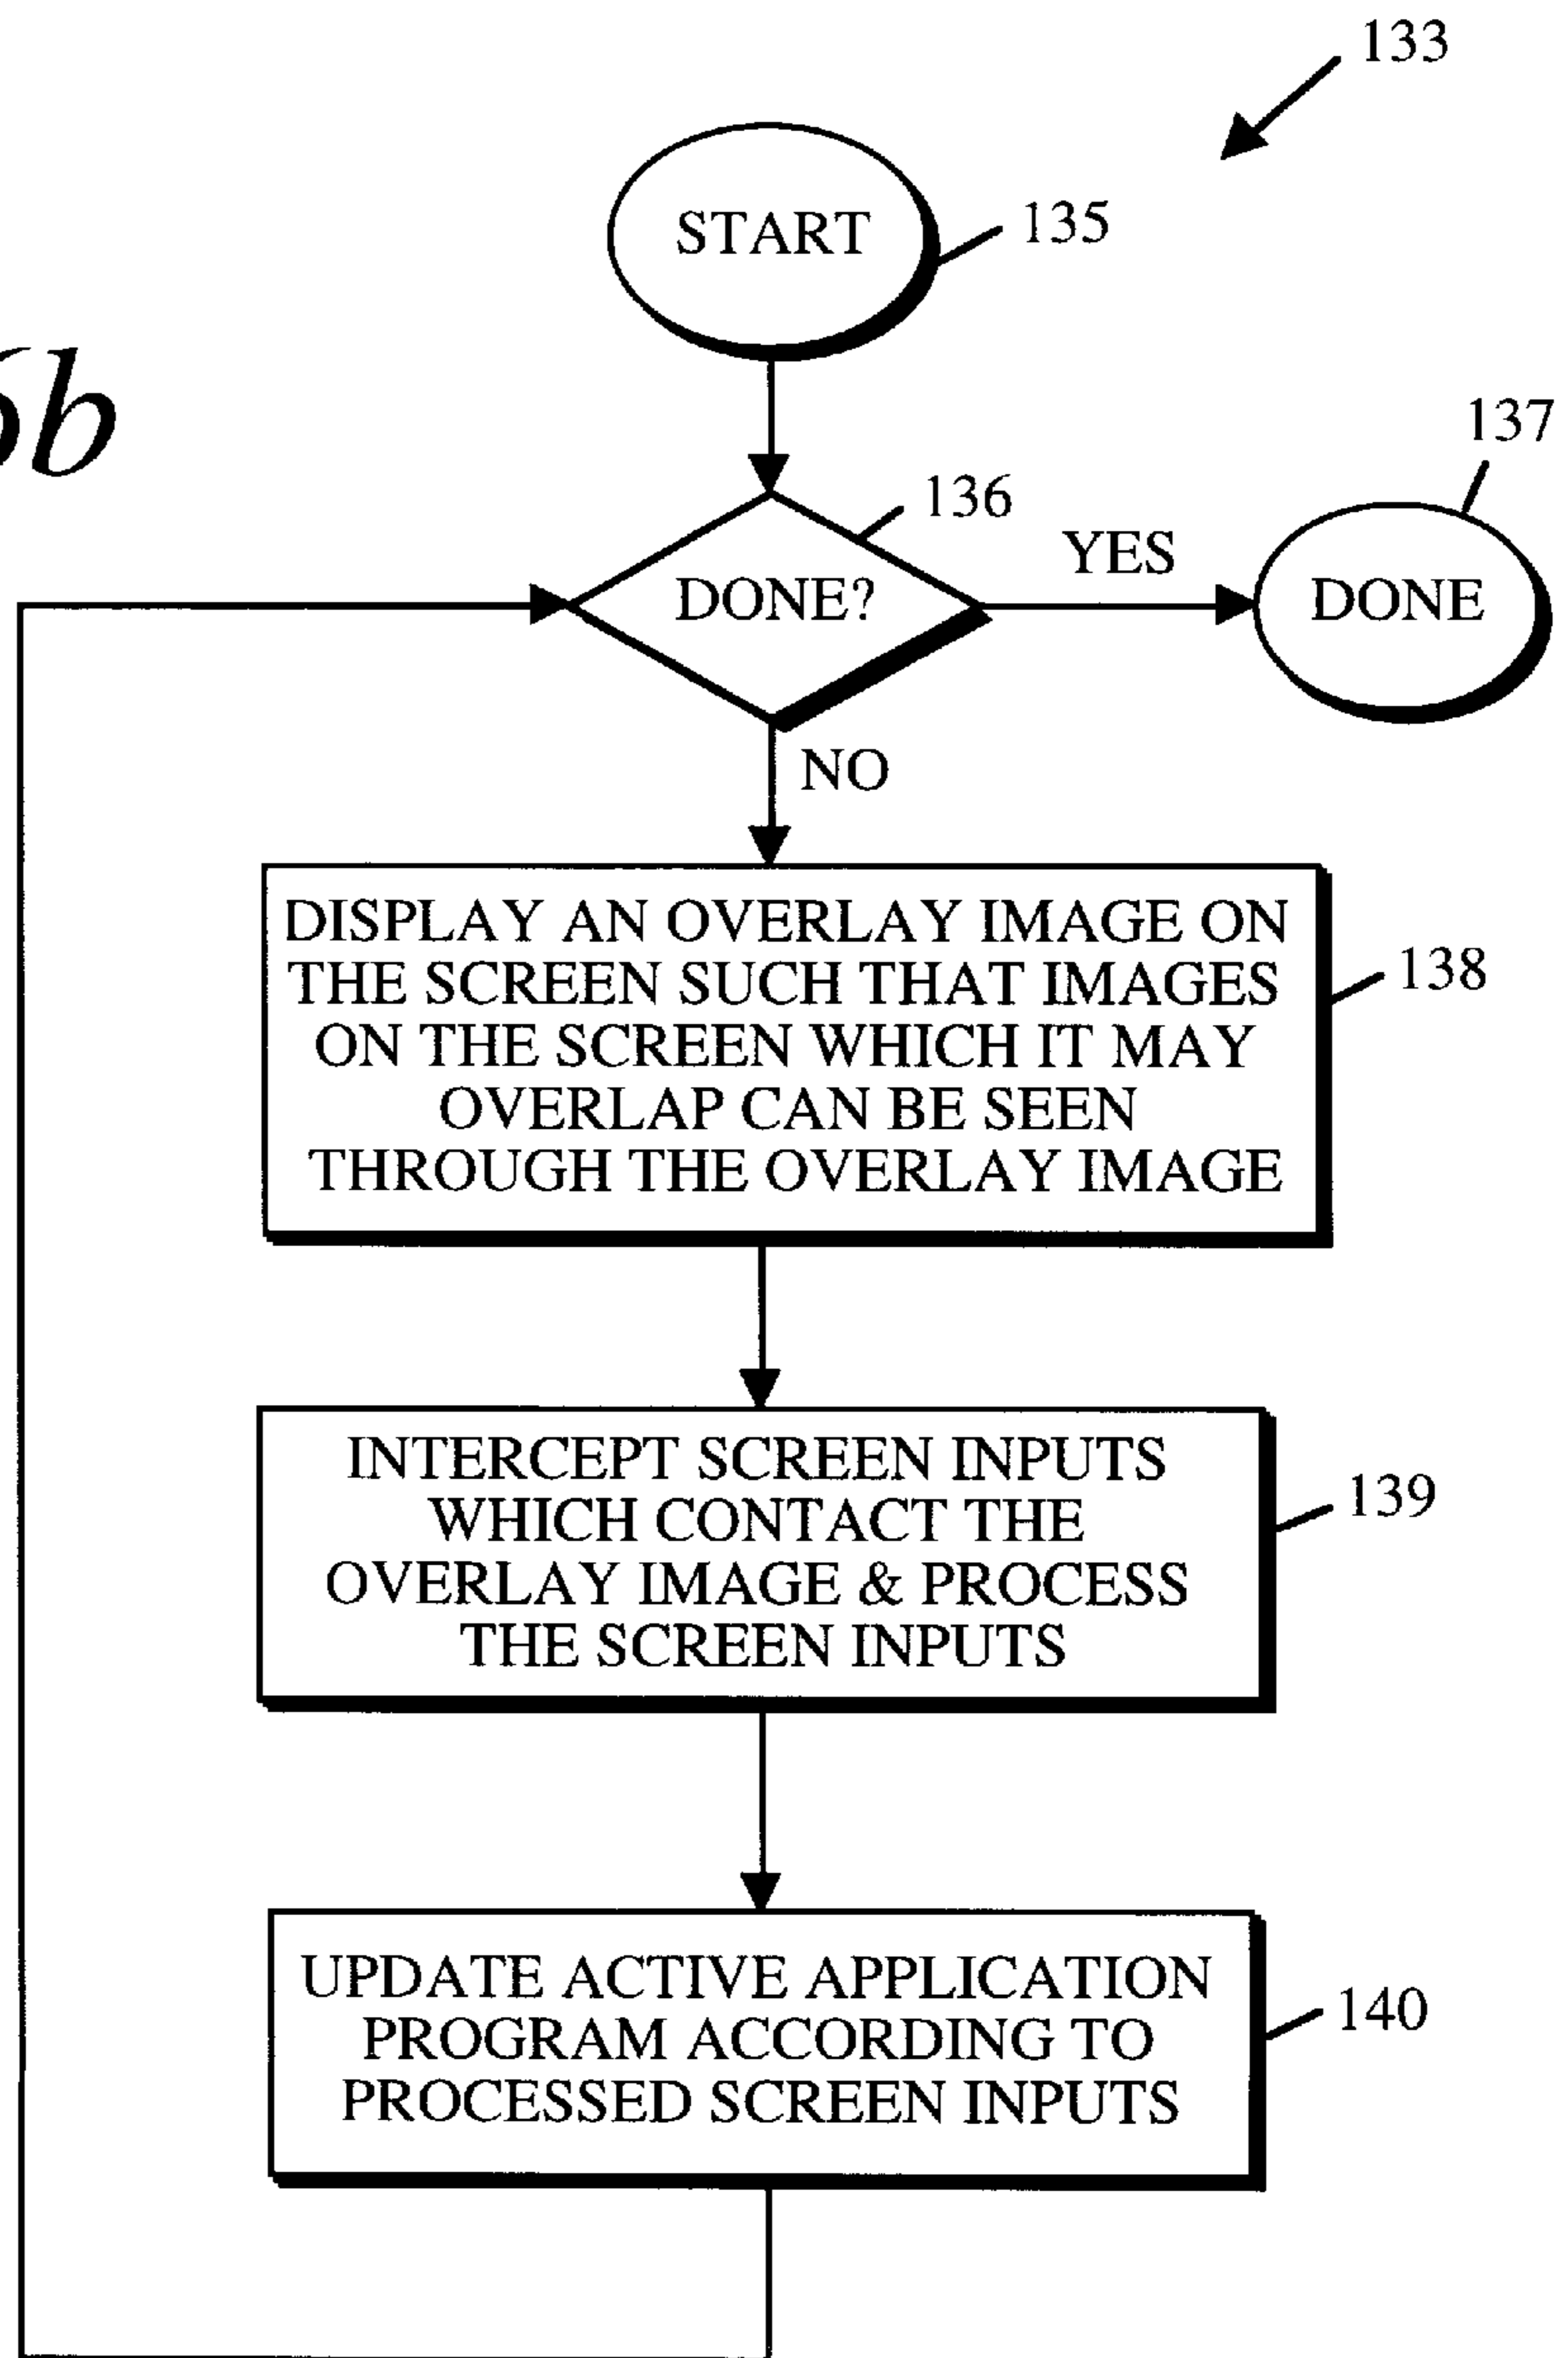 133
START
135
6b
137
136
YES
DONE?
DONE
NO
DISPLAY AN OVERLAY IMAGE ON
THE SCREEN SUCH THAT IMAGES
ON THE SCREEN WHICH IT MAY
OVERLAP CAN BE SEEN
THROUGH THE OVERLAY IMAGE
138
INTERCEPT SCREEN INPUTS
WHICH CONTACT THE
OVERLAY IMAGE & PROCESS
THE SCREEN INPUTS
139
UPDATE ACTIVE APPLICATION
PROGRAM ACCORDING TO
PROCESSED SCREEN INPUTS
140